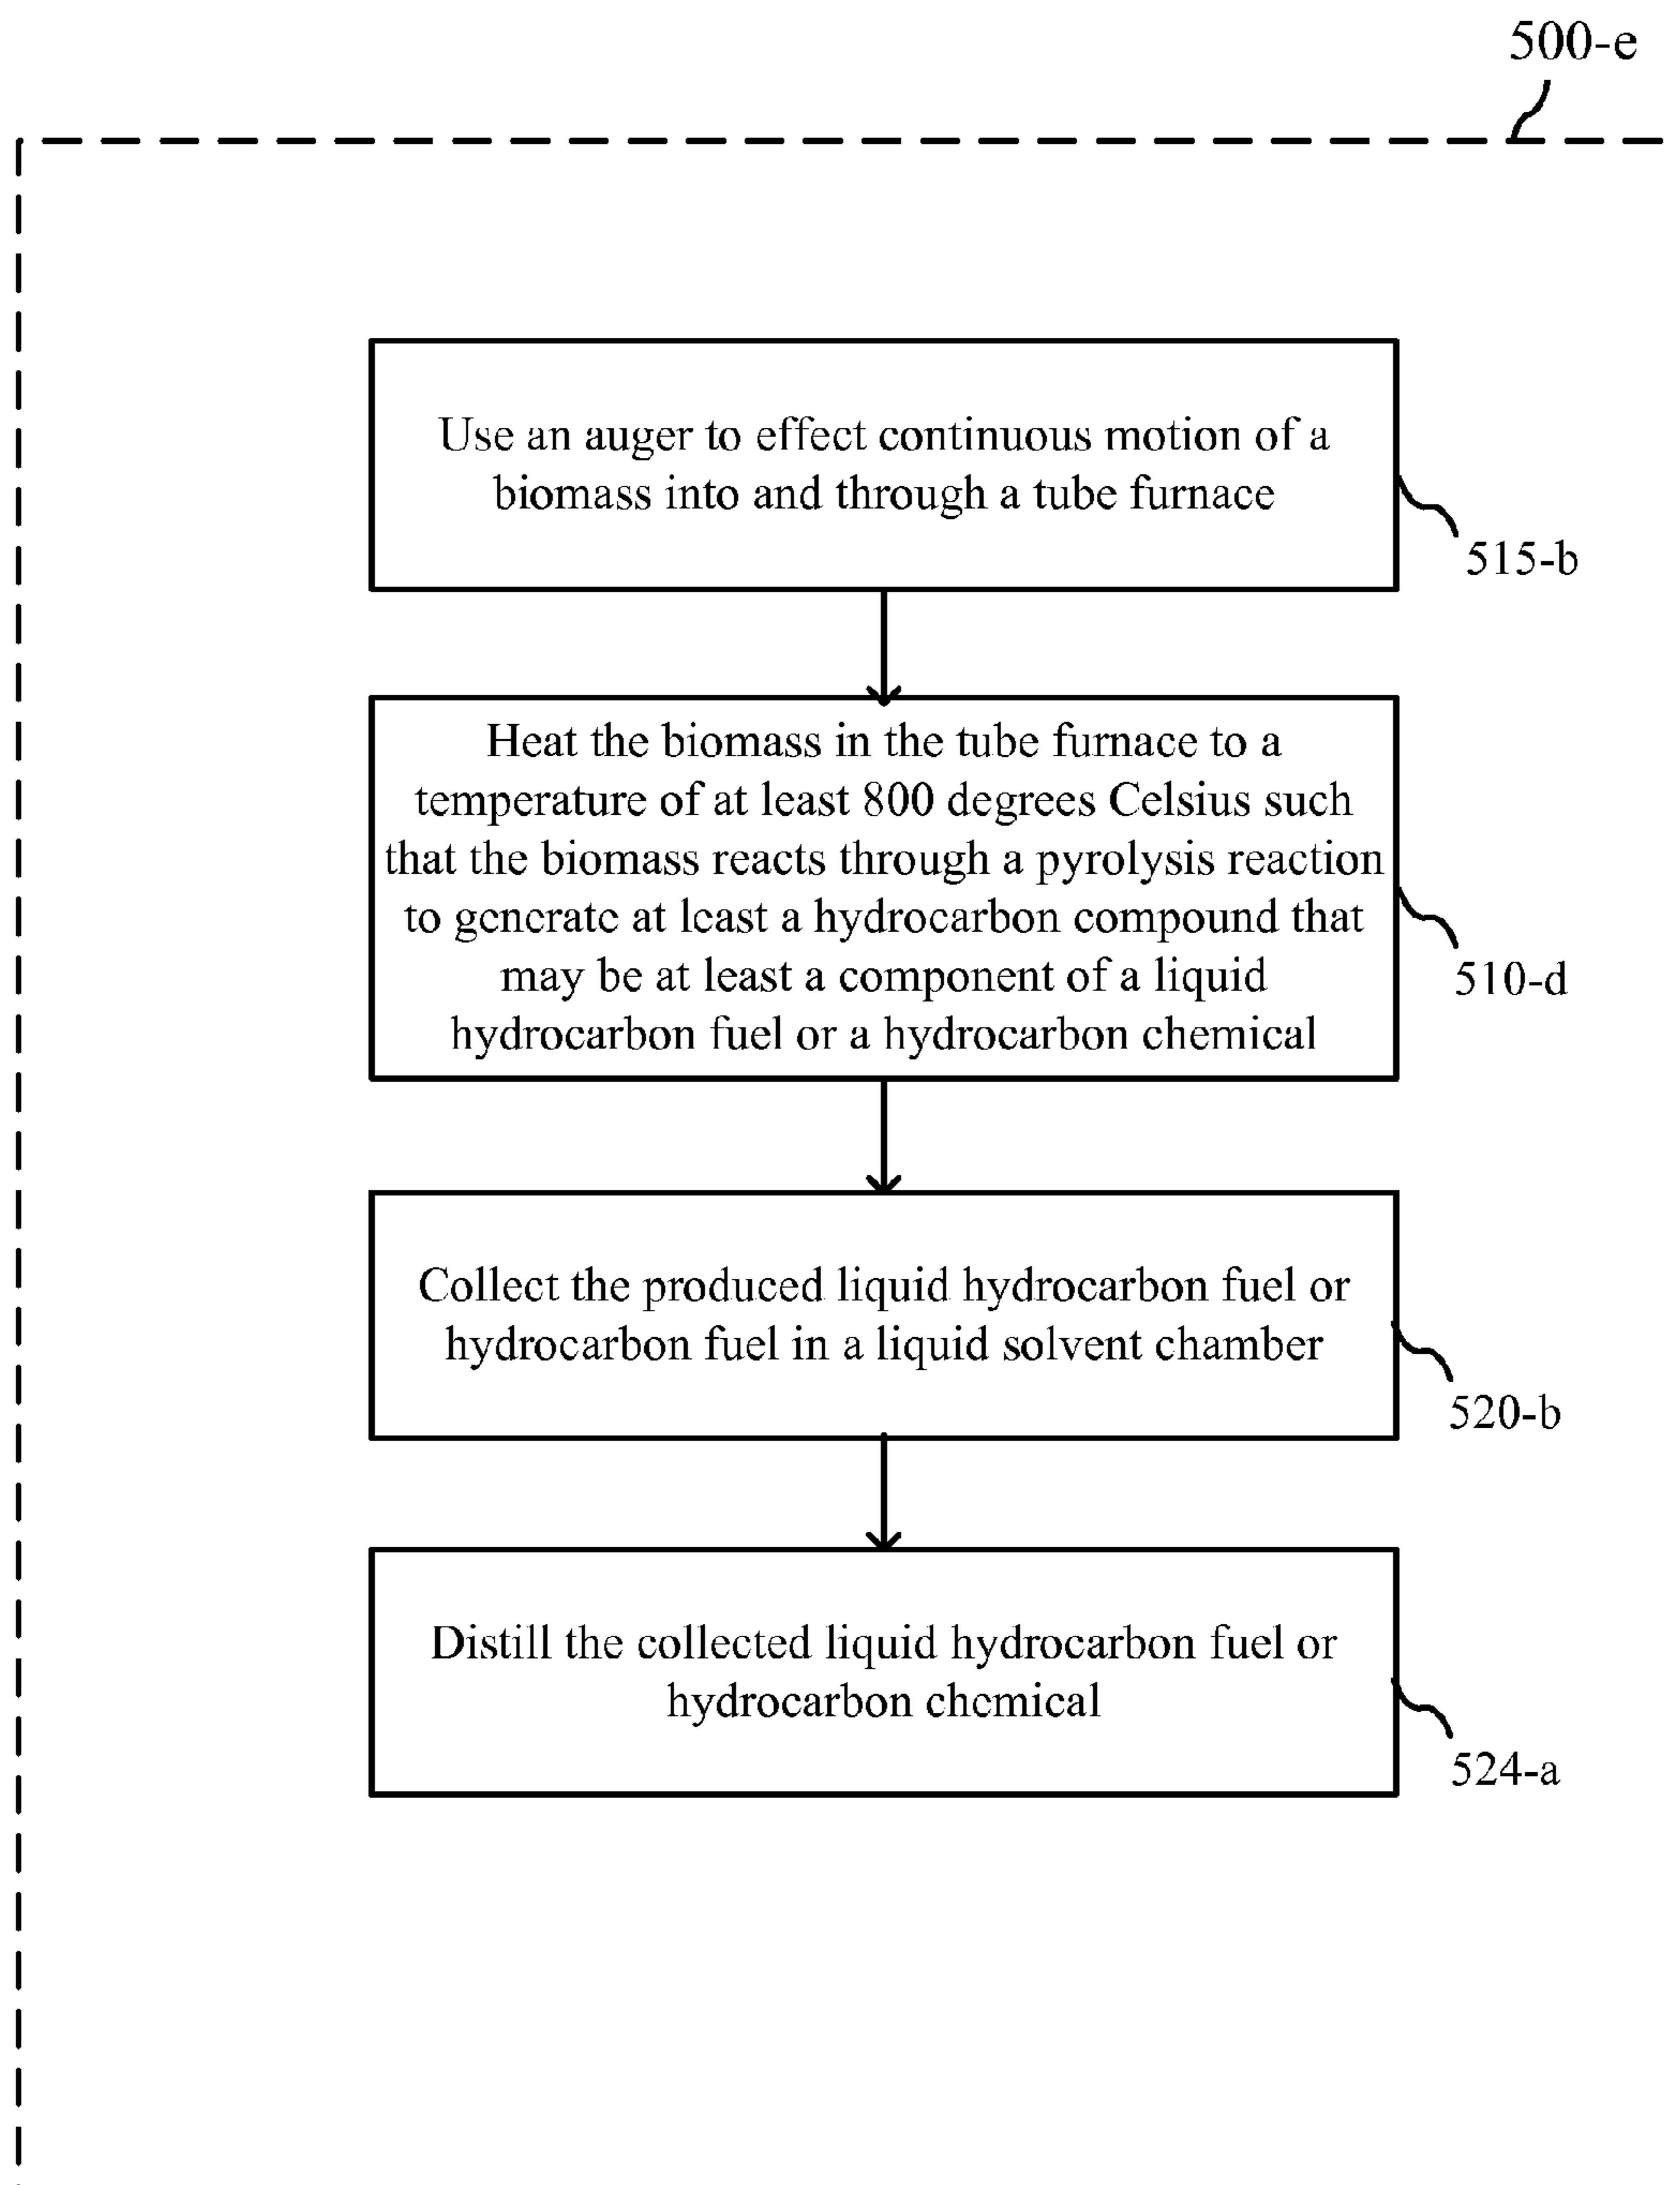 500-e
Use an auger to effect continuous motion of a
biomass into and through a tube furnace
515-b
Heat the biomass in the tube furnace to a
temperature of at least 800 degrees Celsius such
that the biomass reacts through a pyrolysis reaction
to generate at least a hydrocarbon compound that
may be at least a component of a liquid
hydrocarbon fuel or a hydrocarbon chemical
510-d
Collect the produced liquid hydrocarbon fuel or
hydrocarbon fuel in a liquid solvent chamber
520-b
Distill the collected liquid hydrocarbon fuel or
hydrocarbon chemical
524-a